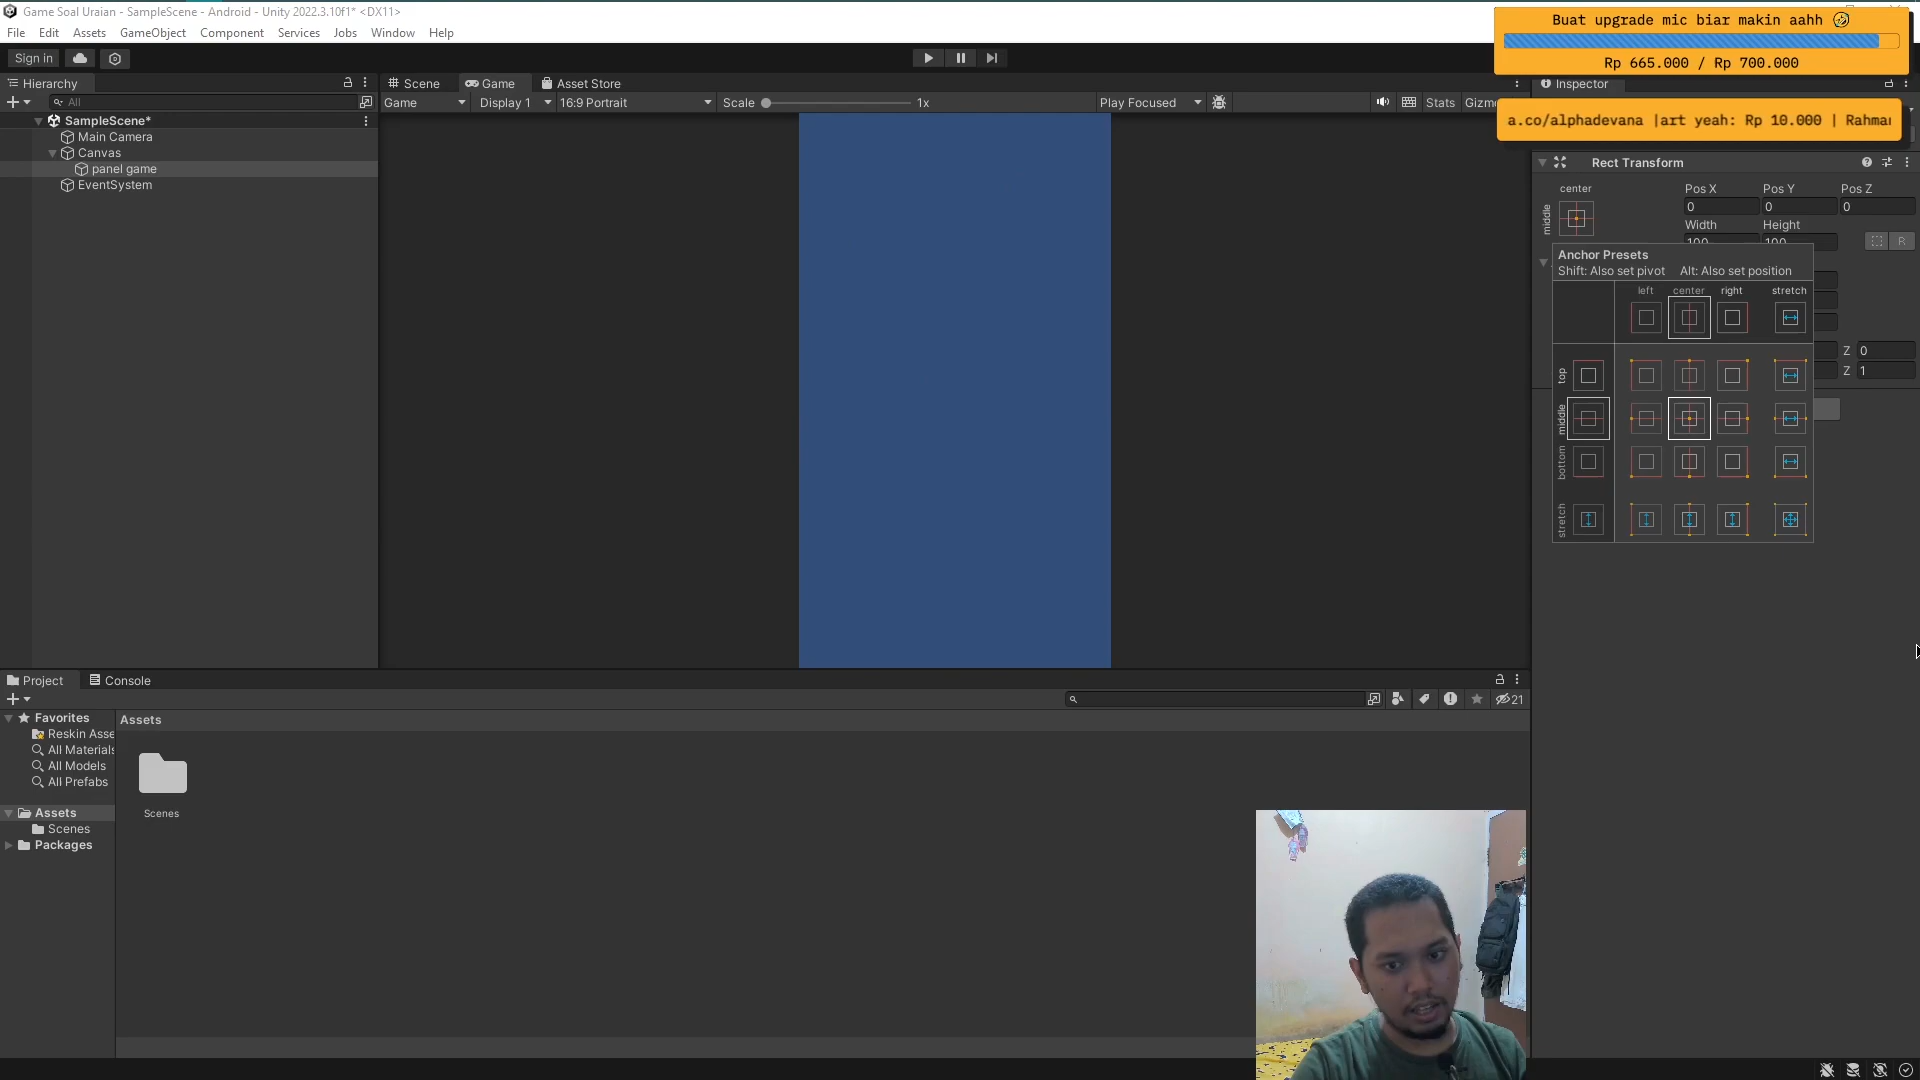 Game Soal Uraian - SampleScene - Android - Unity 2022.3.10f1* <DX11>
File Edit Assets GameObject Component Services Jobs Window Help
Buat upgrade mic biar makin aahh
Rp 665.000 / Rp 700.000
Sign in
Hierarchy
Scene Game Asset Store
Inspector
All
Game Display 1 16:9 Portrait Scale 1x Play Focused Stats Gizm
a.co/alphadevana |art yeah: Rp 10.000 | Rahma
SampleScene*
Main Camera
Canvas
panel game
EventSystem
Rect Transform
center
middle
Pos X Pos Y Pos Z
0 0 0
Width Height
100 100
R
Anchor Presets
Shift: Also set pivot Alt: Also set position
left center right stretch
top
middle
bottom
stretch
Z 0
Z 1
Project Console
21
Favorites
Reskin Asse
All Materials
All Models
All Prefabs
Assets
Scenes
Packages
Assets
Scenes